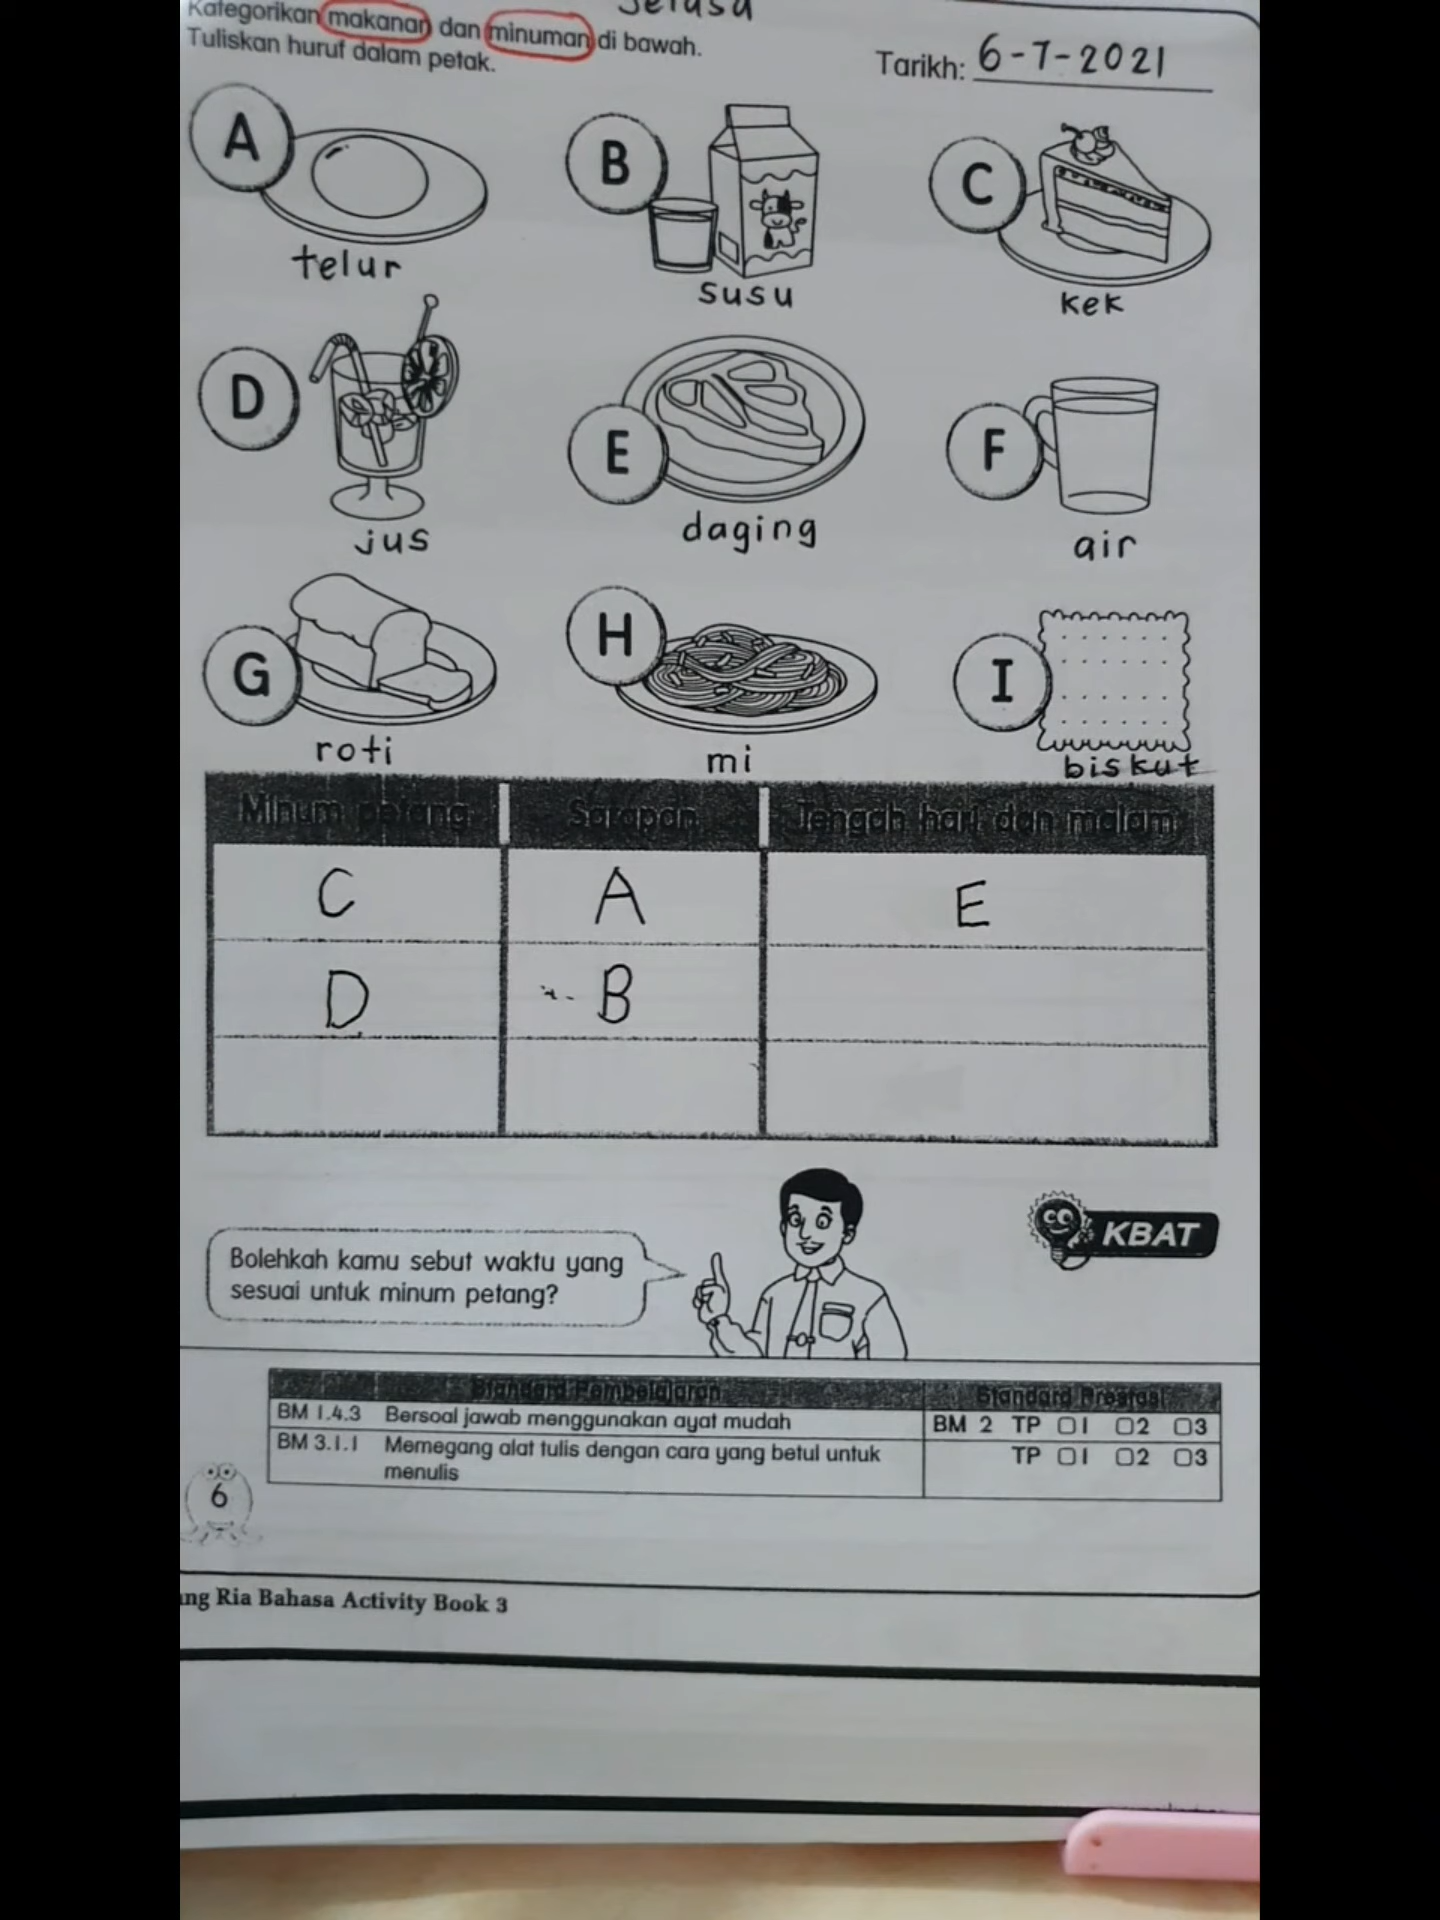 Kategorikan makanan dan minuman di bawah.
Tuliskan huruf dalam petak.
Tarikh: 6-7-2021
A
telur
B
susu
C
kek
D
jus
E
daging
F
air
G
roti
H
mi
I
biskut
Minum petang Sarapan Tengah hari dan malam
C A E
D B
Bolehkah kamu sebut waktu yang
sesuai untuk minum petang?
KBAT
Standard Pembelajaran Standard Prestasi
BM 1.4.3 Bersoal jawab menggunakan ayat mudah BM 2 TP 1 2 3
BM 3.1.1 Memegang alat tulis dengan cara yang betul untuk TP 1 2 3
menulis
6
Ria Bahasa Activity Book 3